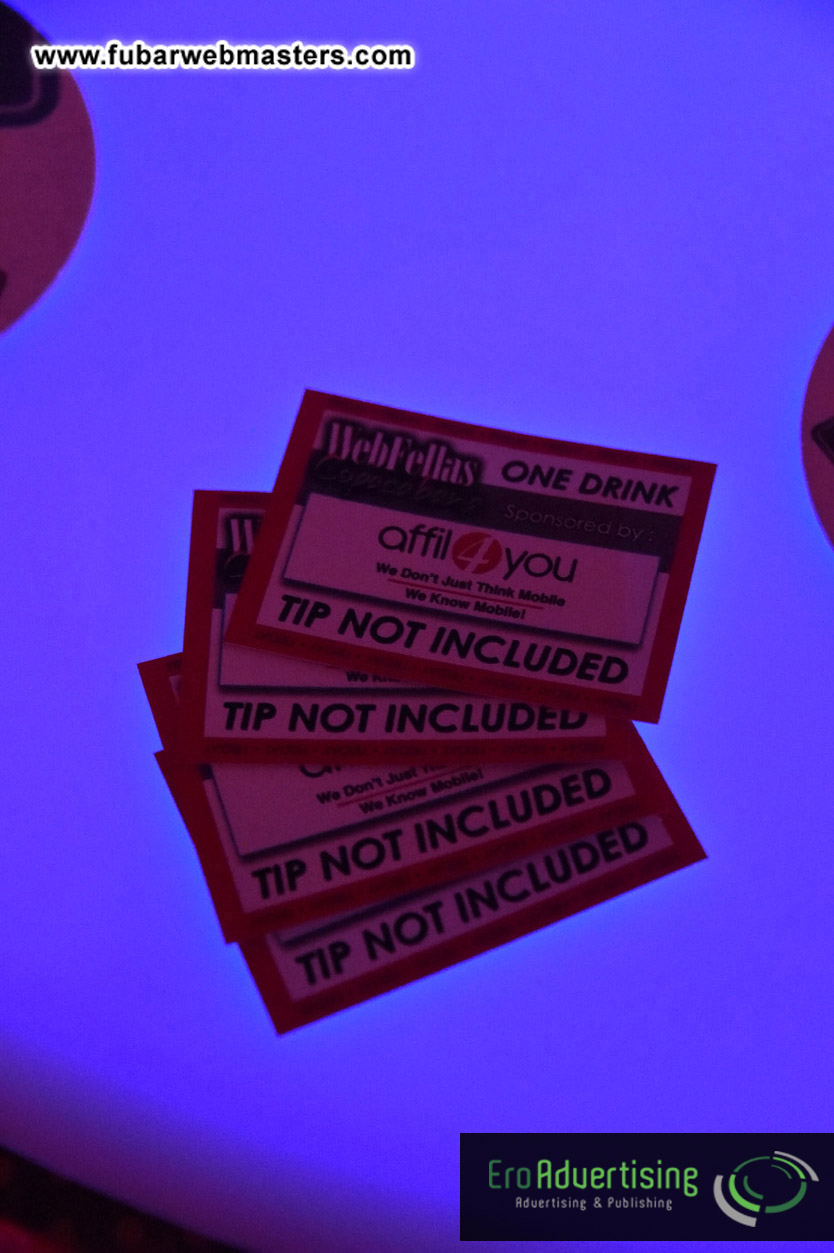 www.fubarwebmasters.com
WebFellas
ONE DRINK
Sponsored by :
affil4you
We Don't Just Think Mobile
We Know Mobile!
TIP NOT INCLUDED
TIP NOT INCLUDED
We Don't Just
We Know Mobile!
TIP NOT INCLUDED
TIP NOT INCLUDED
EroAdvertising
Advertising & Publishing